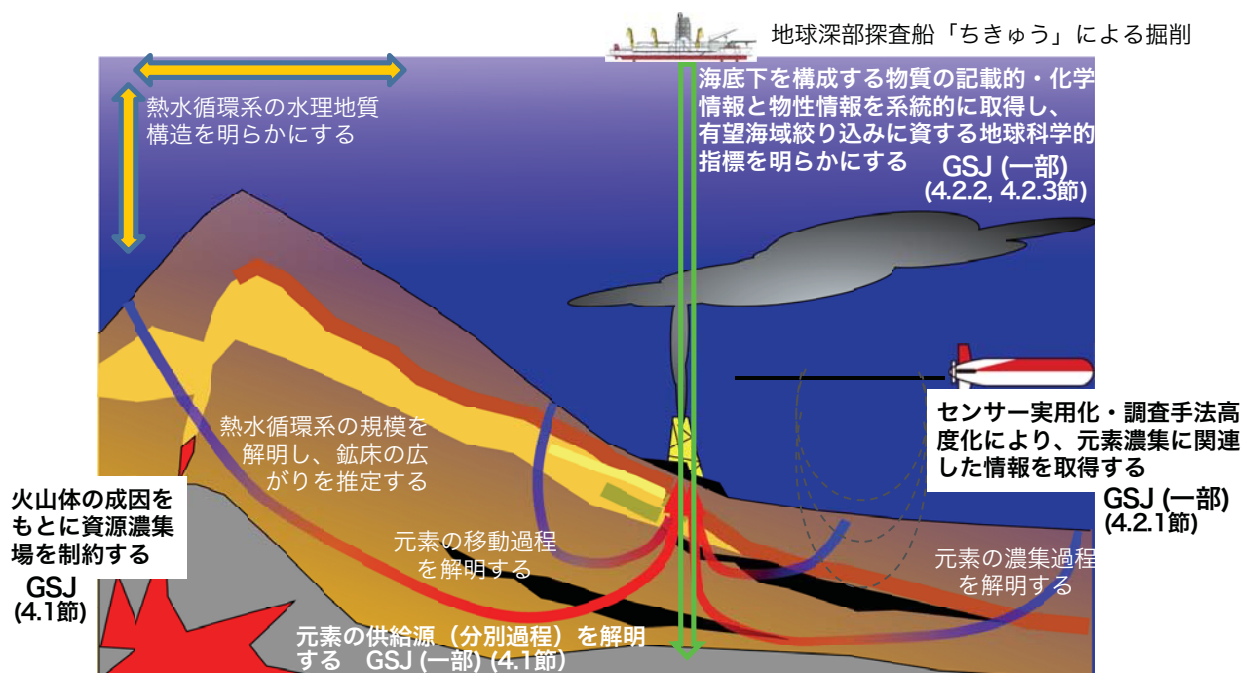 地球深部探査船「ちきゅう」による掘削
海底下を構成する物質の記載的・化学
情報と物性情報を系統的に取得し、
有望海域絞り込みに資する地球科学的
指標を明らかにする GSJ (一部)
(4.2.2, 4.2.3節)
熱水循環系の水理地質
構造を明らかにする
熱水循環系の規模を
解明し、鉱床の広
がりを推定する
センサー実用化・調査手法高
度化により、元素濃集に関連
した情報を取得する
GSJ (一部)
(4.2.1節)
火山体の成因を
もとに資源濃集
場を制約する
GSJ
(4.1節)
元素の移動過程
を解明する
元素の濃集過程
を解明する
元素の供給源（分別過程）を解明
する GSJ (一部) (4.1節）